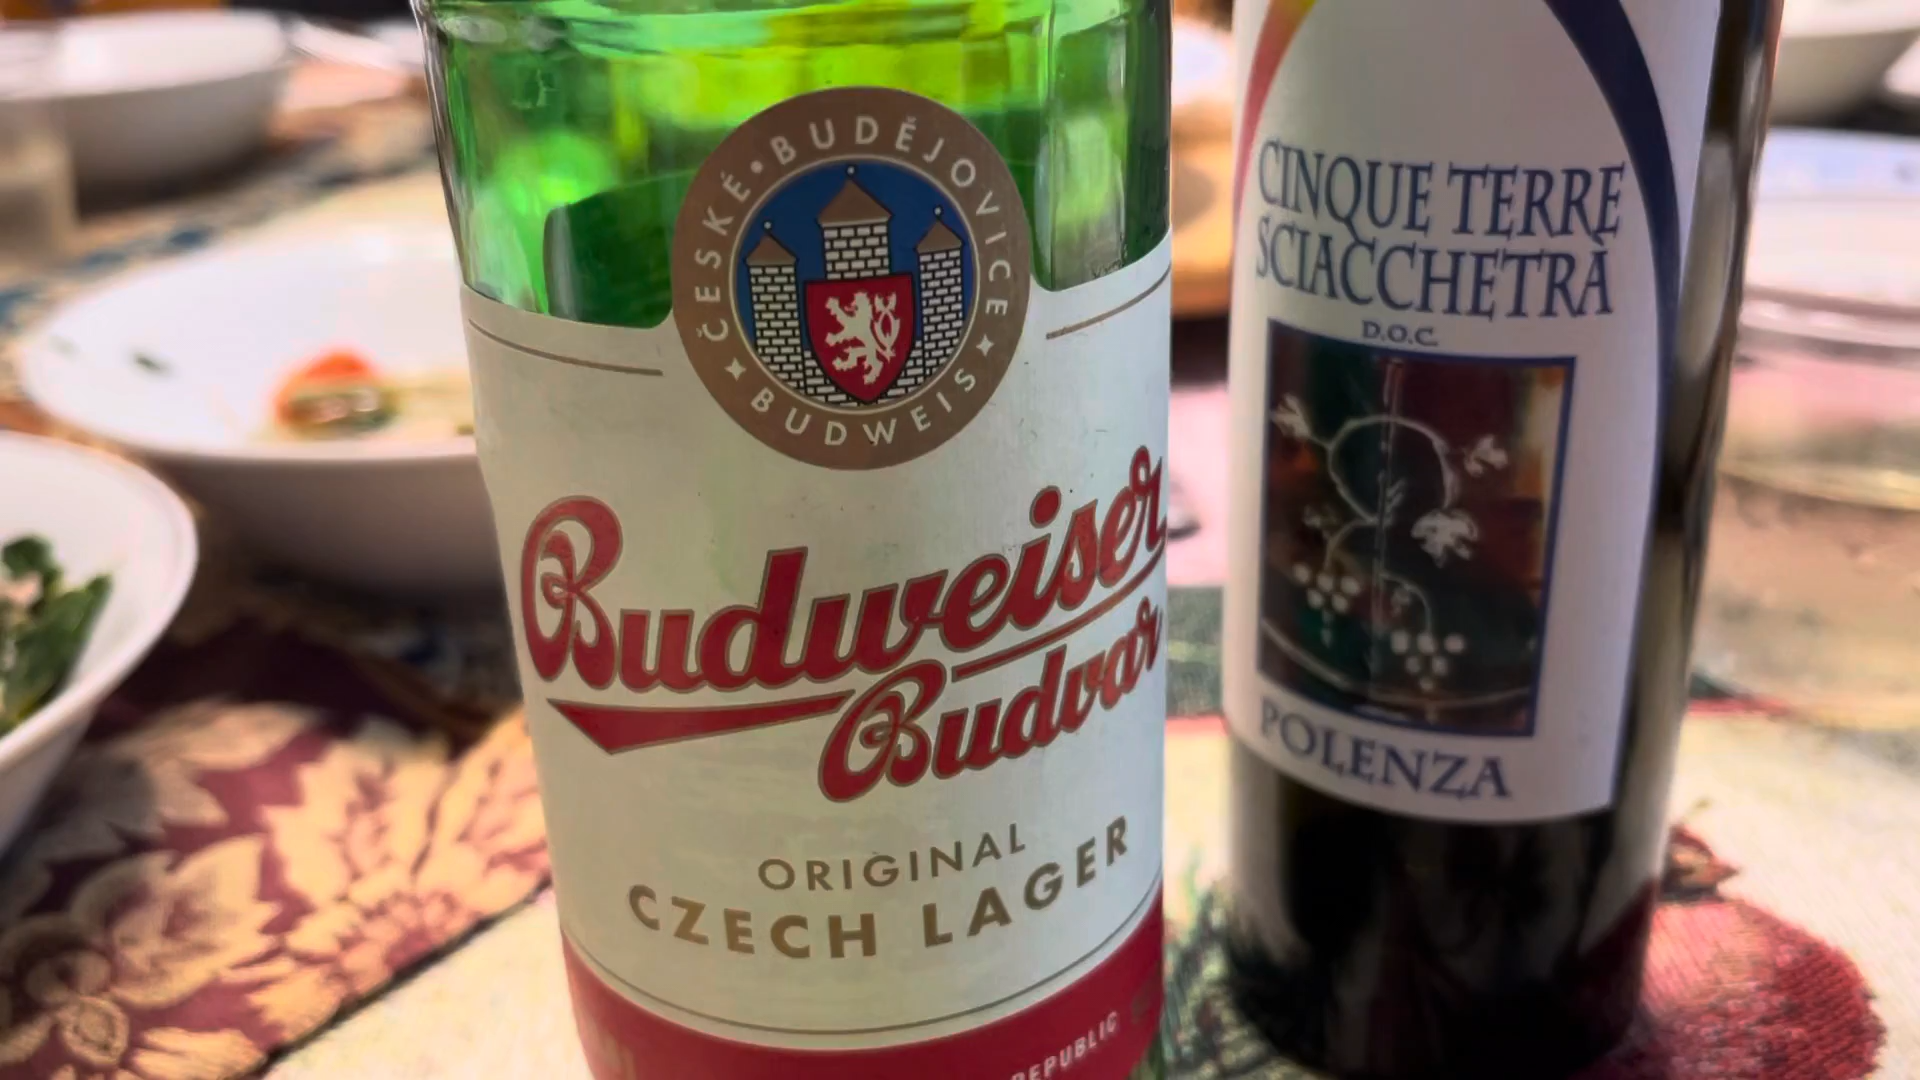 ČESKÉ • BUDĚJOVICE
BUDWEIS
Budweiser
Budvar
ORIGINAL
CZECH LAGER
REPUBLIC
CINQUE TERRE
SCIACCHETRÀ
D.O.C.
POLENZA